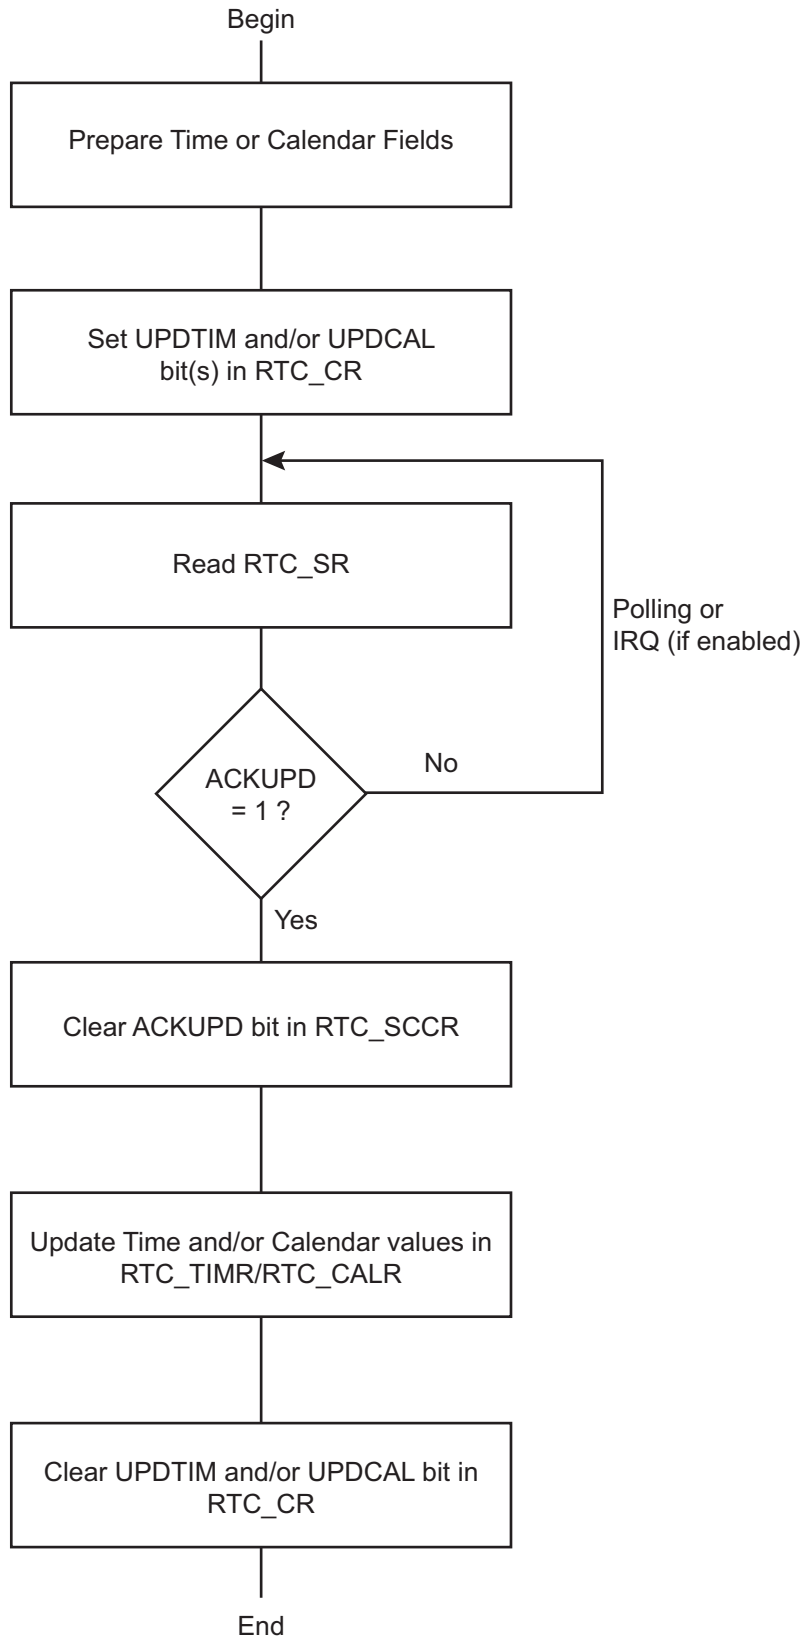 Begin
Prepare Time or Calendar Fields
Set UPDTIM and/or UPDCAL
bit(s) in RTC_CR
Read RTC_SR
Polling or
IRQ (if enabled)
ACKUPD
= 1 ?
No
Yes
Clear ACKUPD bit in RTC_SCCR
Update Time and/or Calendar values in
RTC_TIMR/RTC_CALR
Clear UPDTIM and/or UPDCAL bit in
RTC_CR
End